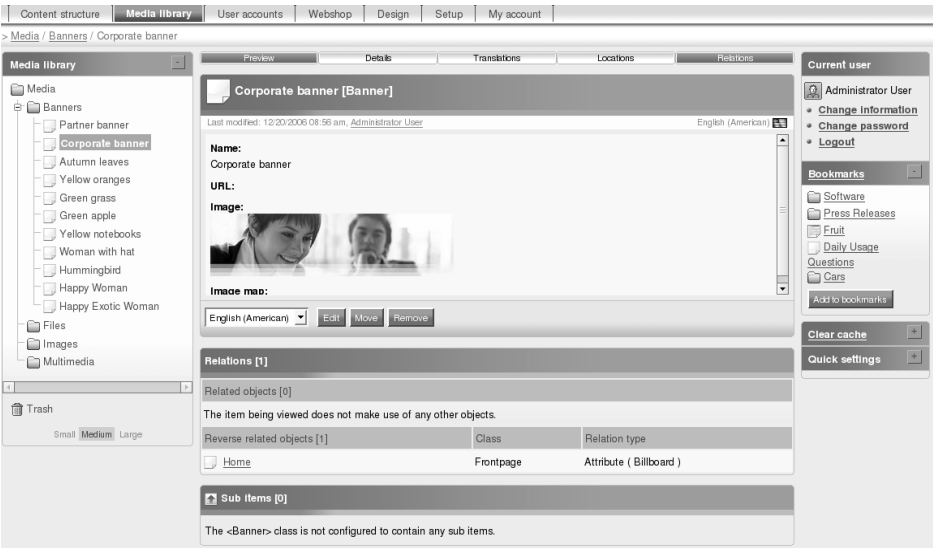 Content structure Media library User accounts Webshop Design Setup My account
> Media / Banners / Corporate banner
Media library -
Media
Banners
Partner banner
Corporate banner
Autumn leaves
Yellow oranges
Green grass
Green apple
Yellow notebooks
Woman with hat
Hummingbird
Happy Woman
Happy Exotic Woman
Files
Images
Multimedia
Trash
Small Medium Large
Preview Details Translations Locations Relations
Corporate banner [Banner]
Last modified: 12/20/2006 08:56 am, Administrator User English (American)
Name:
Corporate banner
URL:
Image:
Image map:
English (American) Edit Move Remove
Relations [1]
Related objects [0]
The item being viewed does not make use of any other objects.
Reverse related objects [1] Class Relation type
Home Frontpage Attribute ( Billboard )
Sub items [0]
The <Banner> class is not configured to contain any sub items.
Current user
Administrator User
Change information
Change password
Logout
Bookmarks -
Software
Press Releases
Fruit
Daily Usage
Questions
Cars
Add to bookmarks
Clear cache +
Quick settings +